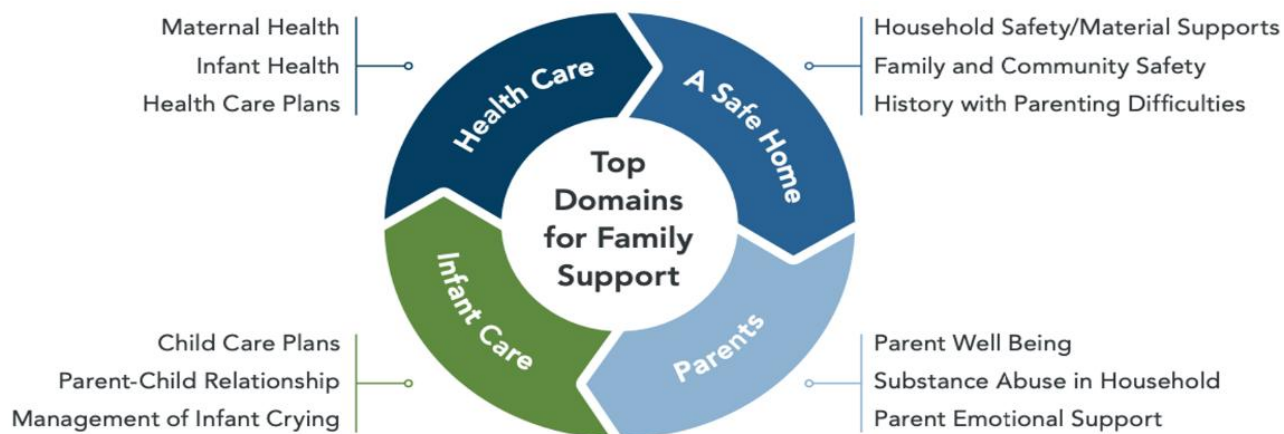 Maternal Health
Infant Health
Health Care Plans
Health Care
A Safe Home
Household Safety/Material Supports
Family and Community Safety
History with Parenting Difficulties
Top
Domains
for Family
Support
Child Care Plans
Parent-Child Relationship
Management of Infant Crying
Infant Care
Parents
Parent Well Being
Substance Abuse in Household
Parent Emotional Support